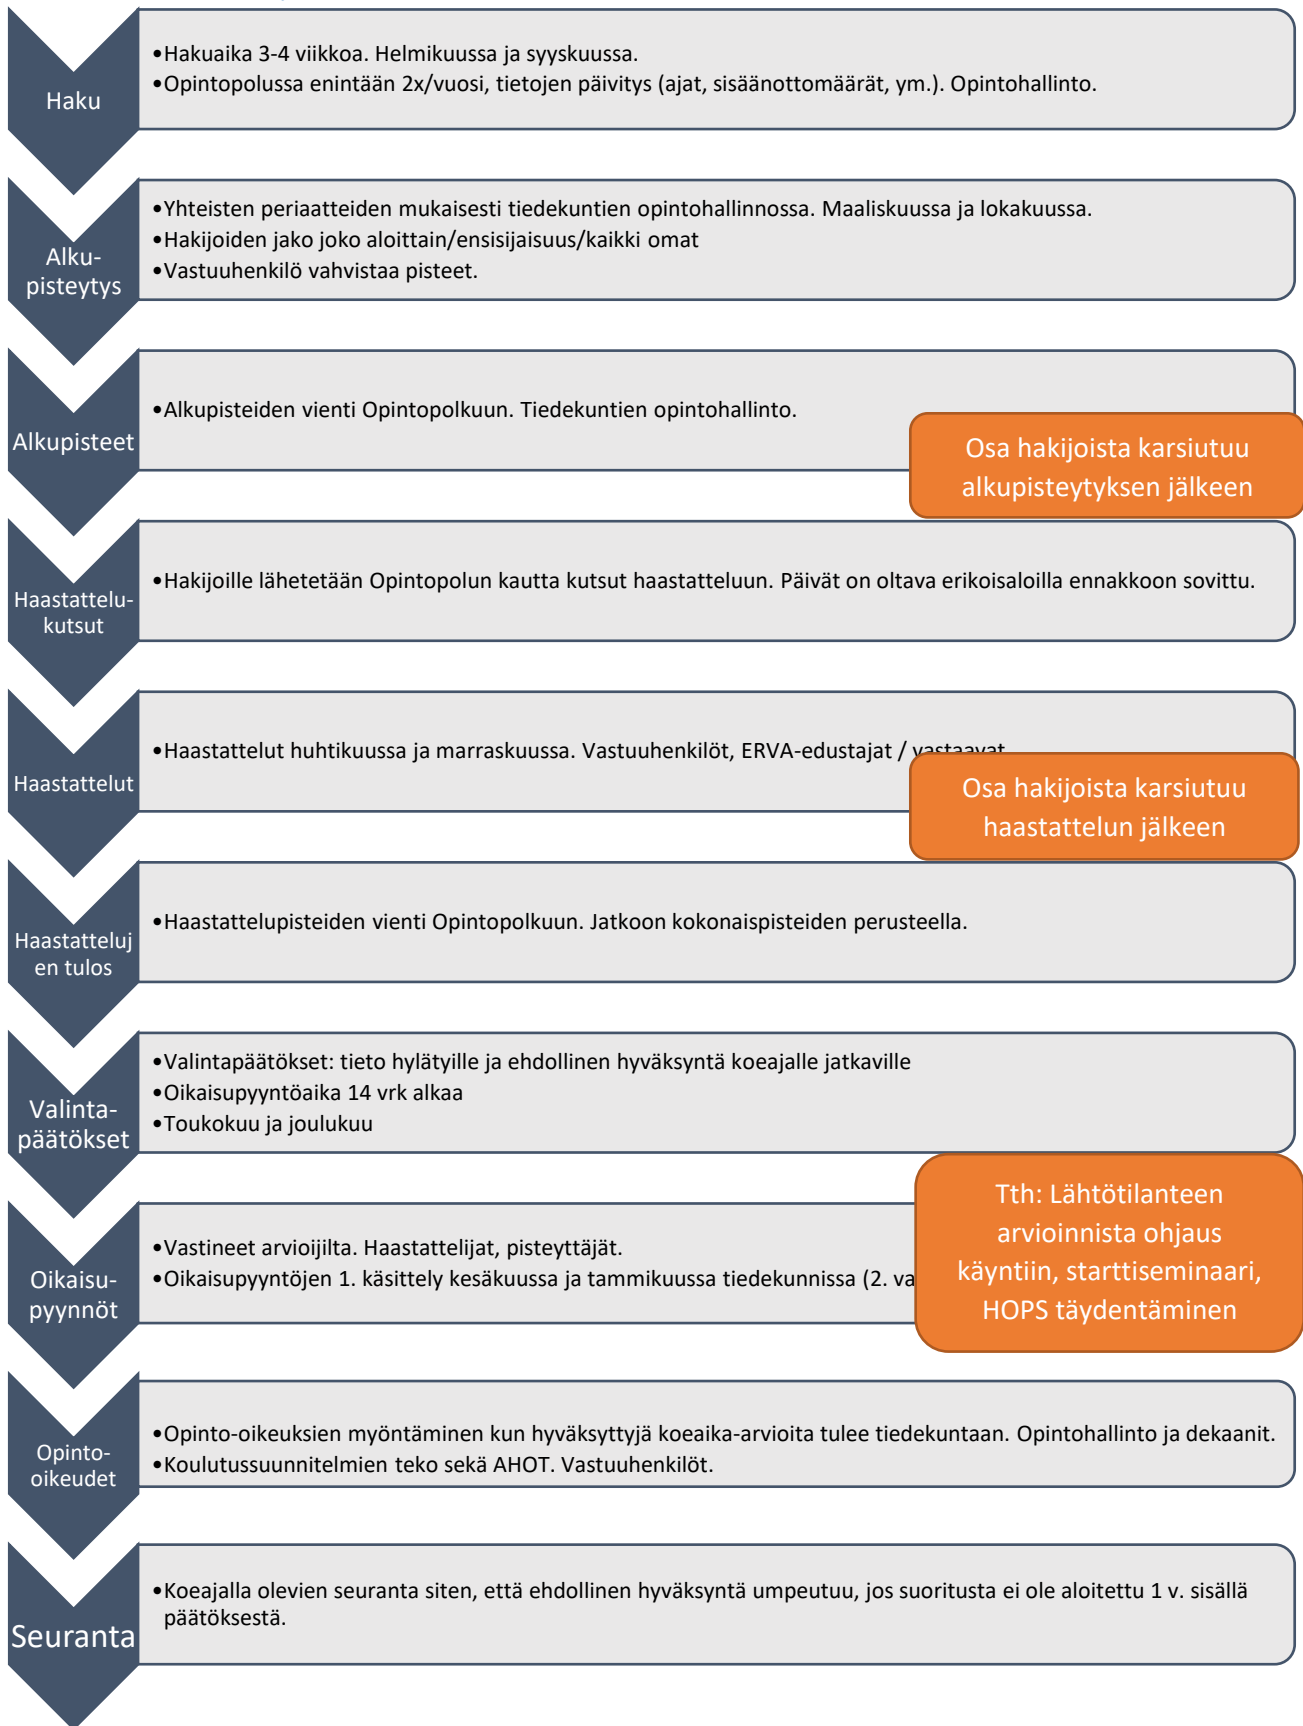 Haku
•Hakuaika 3-4 viikkoa. Helmikuussa ja syyskuussa.
•Opintopolussa enintään 2x/vuosi, tietojen päivitys (ajat, sisäänottomäärät, ym.). Opintohallinto.
Alku-
pisteytys
•Yhteisten periaatteiden mukaisesti tiedekuntien opintohallinnossa. Maaliskuussa ja lokakuussa.
•Hakijoiden jako joko aloittain/ensisijaisuus/kaikki omat
•Vastuuhenkilö vahvistaa pisteet.
Alkupisteet
•Alkupisteiden vienti Opintopolkuun. Tiedekuntien opintohallinto.
Osa hakijoista karsiutuu
alkupisteytyksen jälkeen
Haastattelu-
kutsut
•Hakijoille lähetetään Opintopolun kautta kutsut haastatteluun. Päivät on oltava erikoisaloilla ennakkoon sovittu.
Haastattelut
•Haastattelut huhtikuussa ja marraskuussa. Vastuuhenkilöt, ERVA-edustajat / vastaavat
Osa hakijoista karsiutuu
haastattelun jälkeen
Haastatteluj
en tulos
•Haastattelupisteiden vienti Opintopolkuun. Jatkoon kokonaispisteiden perusteella.
Valinta-
päätökset
•Valintapäätökset: tieto hylätyille ja ehdollinen hyväksyntä koeajalle jatkaville
•Oikaisupyyntöaika 14 vrk alkaa
•Toukokuu ja joulukuu
Oikaisu-
pyynnöt
•Vastineet arvioijilta. Haastattelijat, pisteyttäjät.
•Oikaisupyyntöjen 1. käsittely kesäkuussa ja tammikuussa tiedekunnissa (2. va
Tth: Lähtötilanteen
arvioinnista ohjaus
käyntiin, starttiseminaari,
HOPS täydentäminen
Opinto-
oikeudet
•Opinto-oikeuksien myöntäminen kun hyväksyttyjä koeaika-arvioita tulee tiedekuntaan. Opintohallinto ja dekaanit.
•Koulutussuunnitelmien teko sekä AHOT. Vastuuhenkilöt.
Seuranta
•Koeajalla olevien seuranta siten, että ehdollinen hyväksyntä umpeutuu, jos suoritusta ei ole aloitettu 1 v. sisällä
päätöksestä.